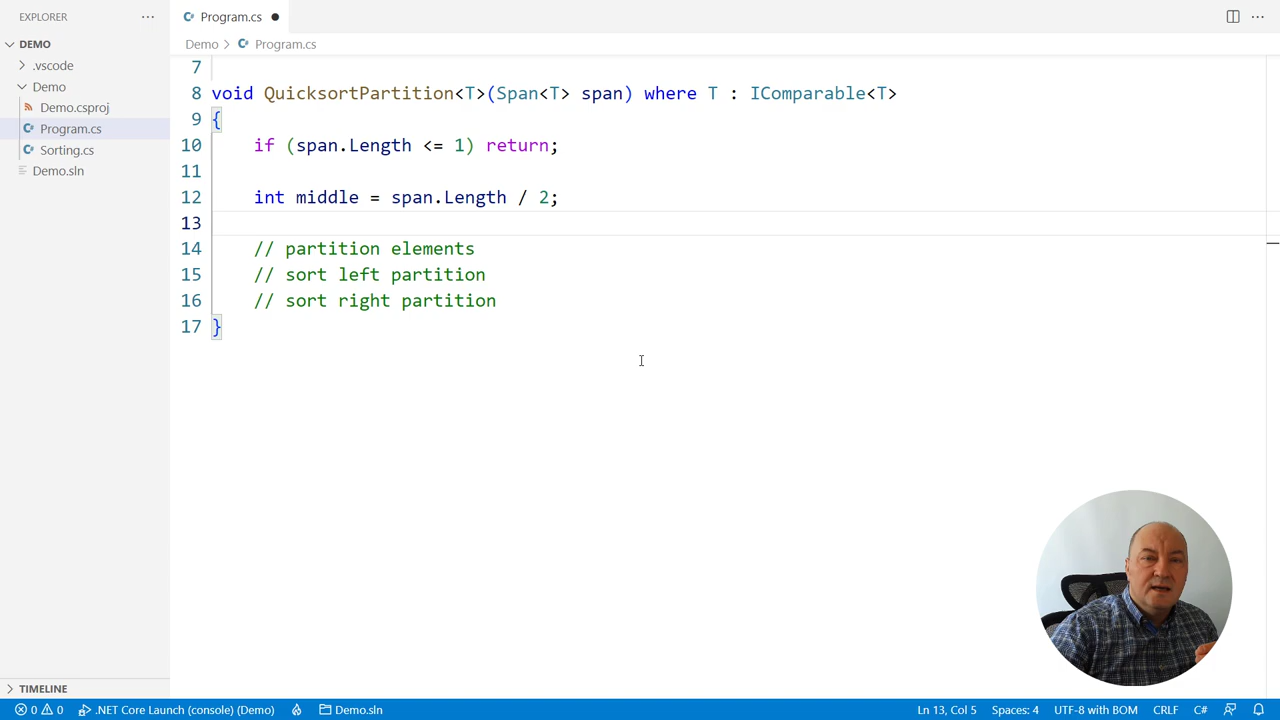 EXPLORER
DEMO
.vscode
Demo
Demo.csproj
Program.cs
Sorting.cs
Demo.sln
TIMELINE
Program.cs
Demo > Program.cs
7
8 void QuicksortPartition<T>(Span<T> span) where T : IComparable<T>
9 {
10 if (span.Length <= 1) return;
11
12 int middle = span.Length / 2;
13
14 // partition elements
15 // sort left partition
16 // sort right partition
17 }
0 0 .NET Core Launch (console) (Demo) Demo.sln Ln 13, Col 5 Spaces: 4 UTF-8 with BOM CRLF C#